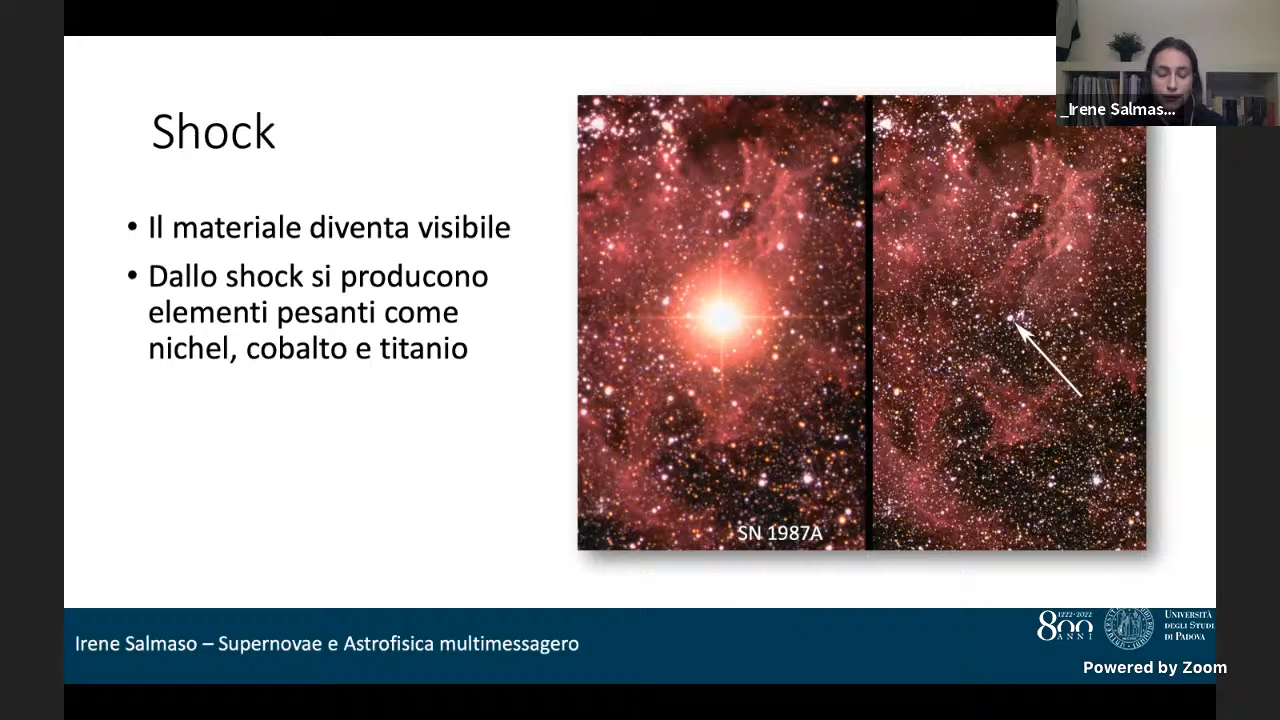 _Irene Salmas...
Shock
• Il materiale diventa visibile
• Dallo shock si producono
elementi pesanti come
nichel, cobalto e titanio
SN 1987A
Irene Salmaso – Supernovae e Astrofisica multimessagero
1222·2022
800
ANNI
UNIVERSITÀ
DEGLI STUDI
DI PADOVA
Powered by Zoom